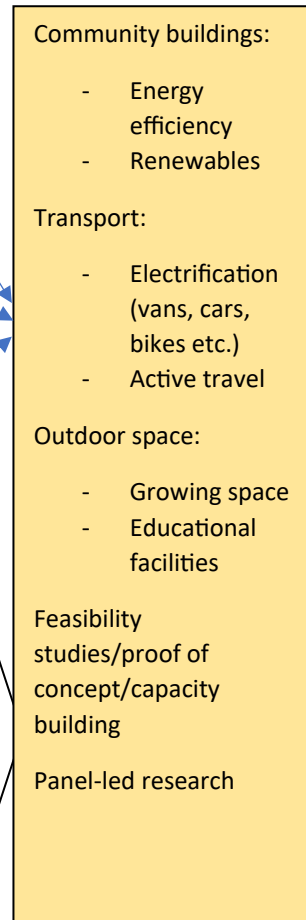 Community buildings:
- Energy
efficiency
- Renewables
Transport:
- Electrification
(vans, cars,
bikes etc.)
- Active travel
Outdoor space:
- Growing space
- Educational
facilities
Feasibility
studies/proof of
concept/capacity
building
Panel-led research